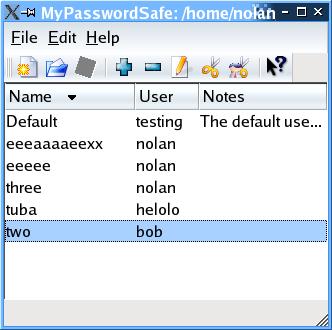 MyPasswordSafe: /home/nolan
File Edit Help
Name User Notes
Default testing The default use...
eeeaaaaeexx nolan
eeeee nolan
three nolan
tuba helolo
two bob